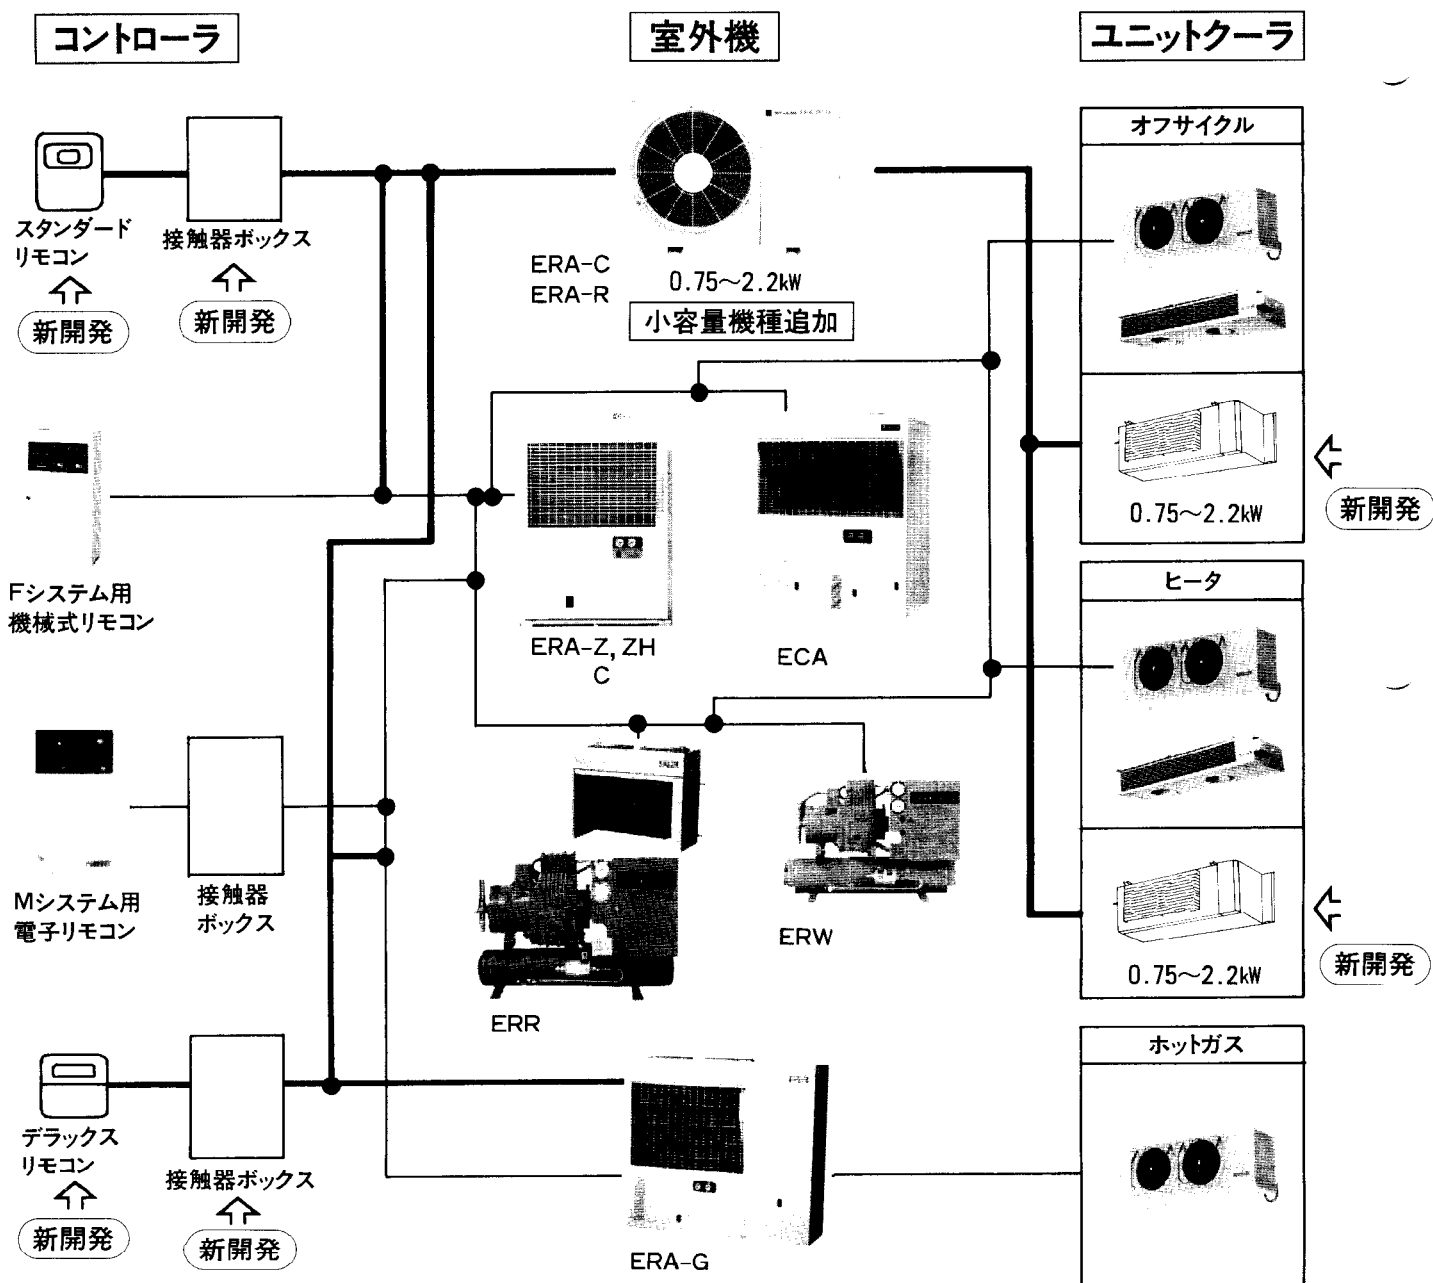 コントローラ
室外機
ユニットクーラ
スタンダード
リモコン
新開発
接触器ボックス
新開発
ERA-C
ERA-R
0.75～2.2kW
小容量機種追加
オフサイクル
0.75～2.2kW
新開発
Fシステム用
機械式リモコン
ERA-Z, ZH
C
ECA
ヒータ
0.75～2.2kW
新開発
Mシステム用
電子リモコン
接触器
ボックス
ERR
ERW
デラックス
リモコン
新開発
接触器ボックス
新開発
ERA-G
ホットガス